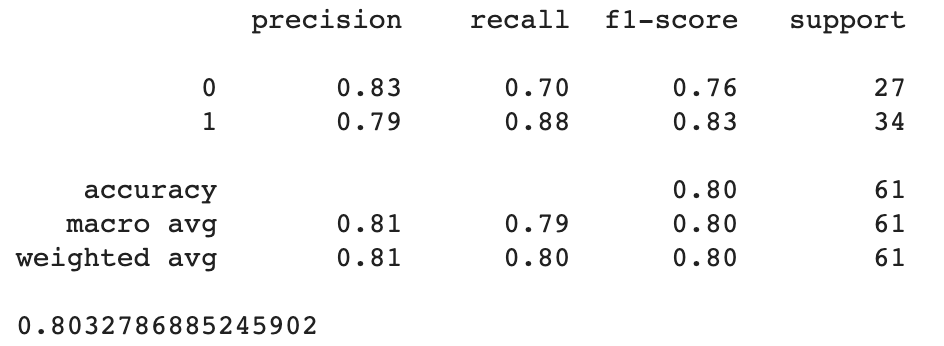 precision recall f1-score support
0 0.83 0.70 0.76 27
1 0.79 0.88 0.83 34
accuracy 0.80 61
macro avg 0.81 0.79 0.80 61
weighted avg 0.81 0.80 0.80 61
0.8032786885245902